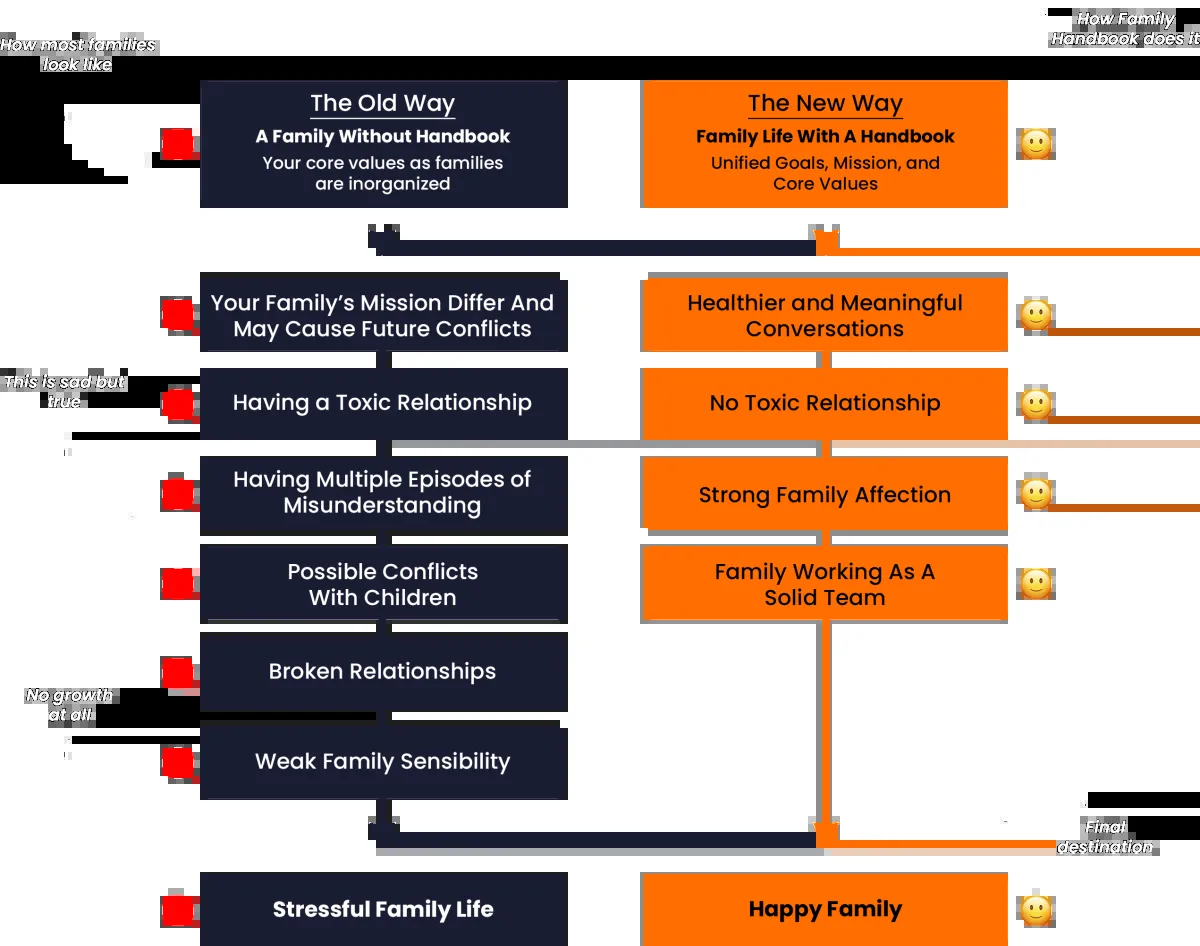 How most families
look like
How Family
Handbook does it
The Old Way
A Family Without Handbook
Your core values as families
are inorganized
The New Way
Family Life With A Handbook
Unified Goals, Mission, and
Core Values
Your Family’s Mission Differ And
May Cause Future Conflicts
Healthier and Meaningful
Conversations
This is sad but
true
Having a Toxic Relationship
No Toxic Relationship
Having Multiple Episodes of
Misunderstanding
Strong Family Affection
Possible Conflicts
With Children
Family Working As A
Solid Team
Broken Relationships
No growth
at all
Weak Family Sensibility
Final
destination
Stressful Family Life
Happy Family